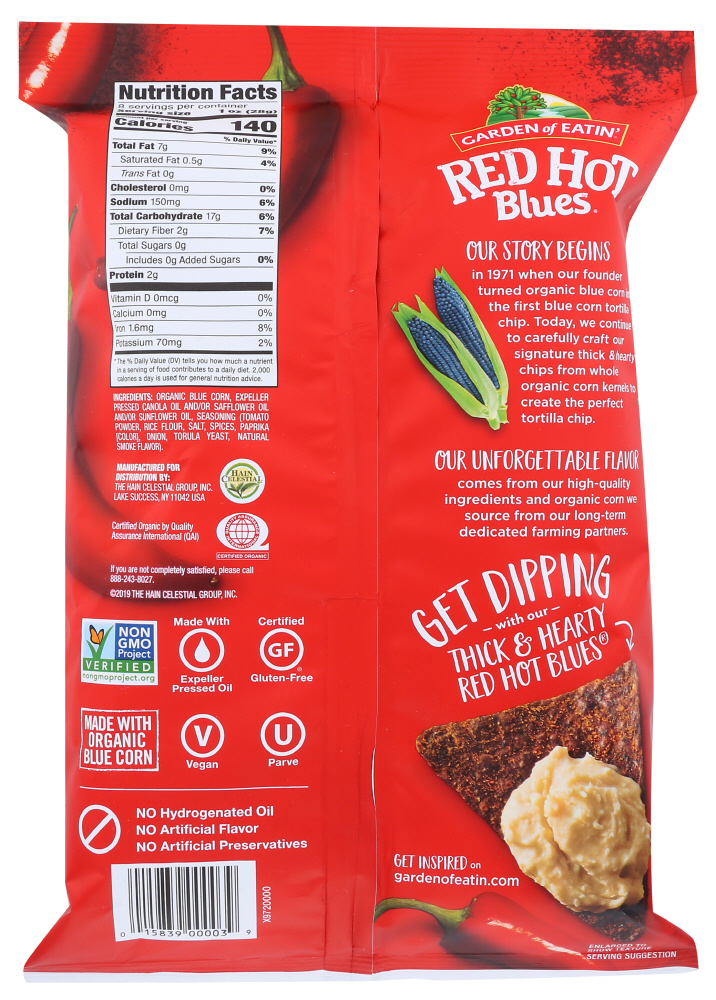 Nutrition Facts
8 servings per container
Serving size 1 oz (28g)
Amount per serving
Calories 140
% Daily Value*
Total Fat 7g 9%
Saturated Fat 0.5g 4%
Trans Fat 0g
Cholesterol 0mg 0%
Sodium 150mg 6%
Total Carbohydrate 17g 6%
Dietary Fiber 2g 7%
Total Sugars 0g
Includes 0g Added Sugars 0%
Protein 2g
Vitamin D 0mcg 0%
Calcium 0mg 0%
Iron 1.6mg 8%
Potassium 70mg 2%
*The % Daily Value (DV) tells you how much a nutrient
in a serving of food contributes to a daily diet. 2,000
calories a day is used for general nutrition advice.
INGREDIENTS: ORGANIC BLUE CORN, EXPELLER
PRESSED CANOLA OIL AND/OR SAFFLOWER OIL
AND/OR SUNFLOWER OIL, SEASONING (TOMATO
POWDER, RICE FLOUR, SALT, SPICES, PAPRIKA
[COLOR], ONION, TORULA YEAST, NATURAL
SMOKE FLAVOR).
MANUFACTURED FOR
DISTRIBUTION BY:
THE HAIN CELESTIAL GROUP, INC.
LAKE SUCCESS, NY 11042 USA
HAIN
CELESTIAL
Certified Organic by Quality
Assurance International (QAI)
QUALITY ASSURANCE
INTERNATIONAL
CERTIFIED ORGANIC
If you are not completely satisfied, please call
888-243-8027.
©2019 THE HAIN CELESTIAL GROUP, INC.
NON
GMO
Project
VERIFIED
nongmoproject.org
Made With
Expeller
Pressed Oil
Certified
GF
Gluten-Free
MADE WITH
ORGANIC
BLUE CORN
V
Vegan
U
Parve
NO Hydrogenated Oil
NO Artificial Flavor
NO Artificial Preservatives
0 15839 00003 9
X9720000
GARDEN of EATIN'
RED HOT
Blues®
OUR STORY BEGINS
in 1971 when our founder
turned organic blue corn in
the first blue corn tortilla
chip. Today, we continue
to carefully craft our
signature thick & hearty
chips from whole
organic corn kernels to
create the perfect
tortilla chip.
OUR UNFORGETTABLE FLAVOR
comes from our high-quality
ingredients and organic corn we
source from our long-term
dedicated farming partners.
GET DIPPING
with our
THICK & HEARTY
RED HOT BLUES®
GET INSPIRED on
gardenofeatin.com
ENLARGED TO
SHOW TEXTURE
SERVING SUGGESTION